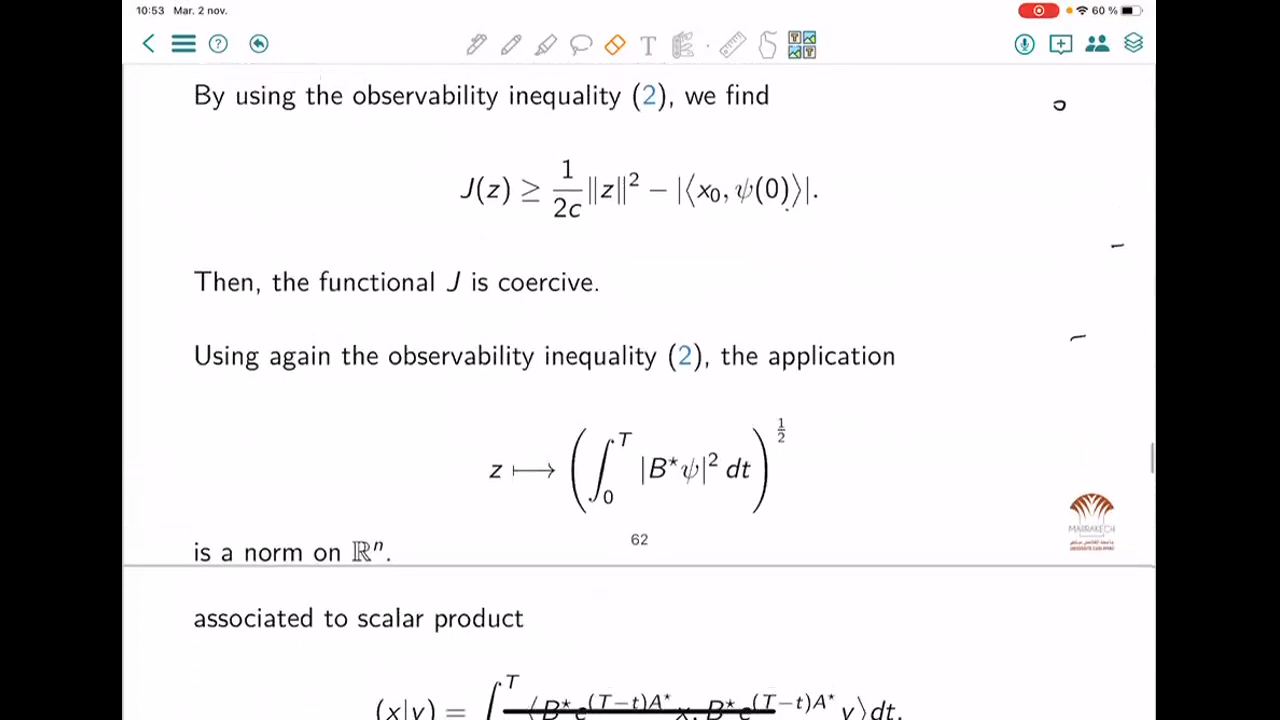 10:53 Mar. 2 nov.
60 %
By using the observability inequality (2), we find
J(z) ≥ 1/2c ‖z‖² − |⟨x₀, ψ(0)⟩|.
Then, the functional J is coercive.
Using again the observability inequality (2), the application
z ⟼ (∫₀ᵀ |B*ψ|² dt)^{1/2}
is a norm on ℝⁿ.
62
MARRAKECH
associated to scalar product
(x|y) = ∫ᵀ ⟨B* e^{(T−t)A*} x, B* e^{(T−t)A*} y⟩dt.